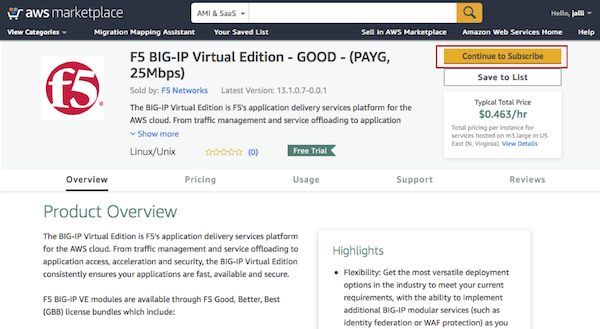 aws marketplace
AMI & SaaS
Hello, jalli
View Categories
Migration Mapping Assistant
Your Saved List
Sell in AWS Marketplace
Amazon Web Services Home
Help
f5
F5 BIG-IP Virtual Edition - GOOD - (PAYG,
25Mbps)
Continue to Subscribe
Sold by: F5 Networks Latest Version: 13.1.0.7-0.0.1
Save to List
The BIG-IP Virtual Edition is F5's application delivery services platform for the
AWS cloud. From traffic management and service offloading to application
Show more
Linux/Unix
(0)
Free Trial
Typical Total Price
$0.463/hr
Total pricing per instance for
services hosted on m3.large in US
East (N. Virginia). View Details
Overview
Pricing
Usage
Support
Reviews
Product Overview
The BIG-IP Virtual Edition is F5's application delivery services platform
for the AWS cloud. From traffic management and service offloading to
application access, acceleration and security, the BIG-IP Virtual Edition
consistently ensures your applications are fast, available and secure.
F5 BIG-IP VE modules are available through F5 Good, Better, Best
(GBB) license bundles which include:
Highlights
• Flexibility: Get the most versatile deployment
options in the industry to meet your current
requirements, with the ability to implement
additional BIG-IP modular services (such as
identity federation or WAF protection) as you